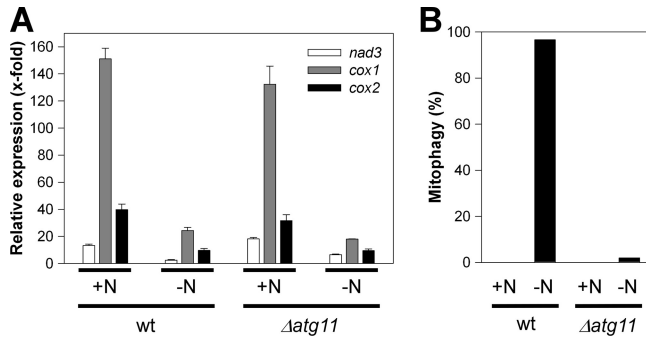 A
Relative expression (x-fold)
160
140
120
100
80
60
40
20
0
nad3
cox1
cox2
+N -N +N -N
wt Δatg11
B
Mitophagy (%)
100
80
60
40
20
0
+N -N +N -N
wt Δatg11